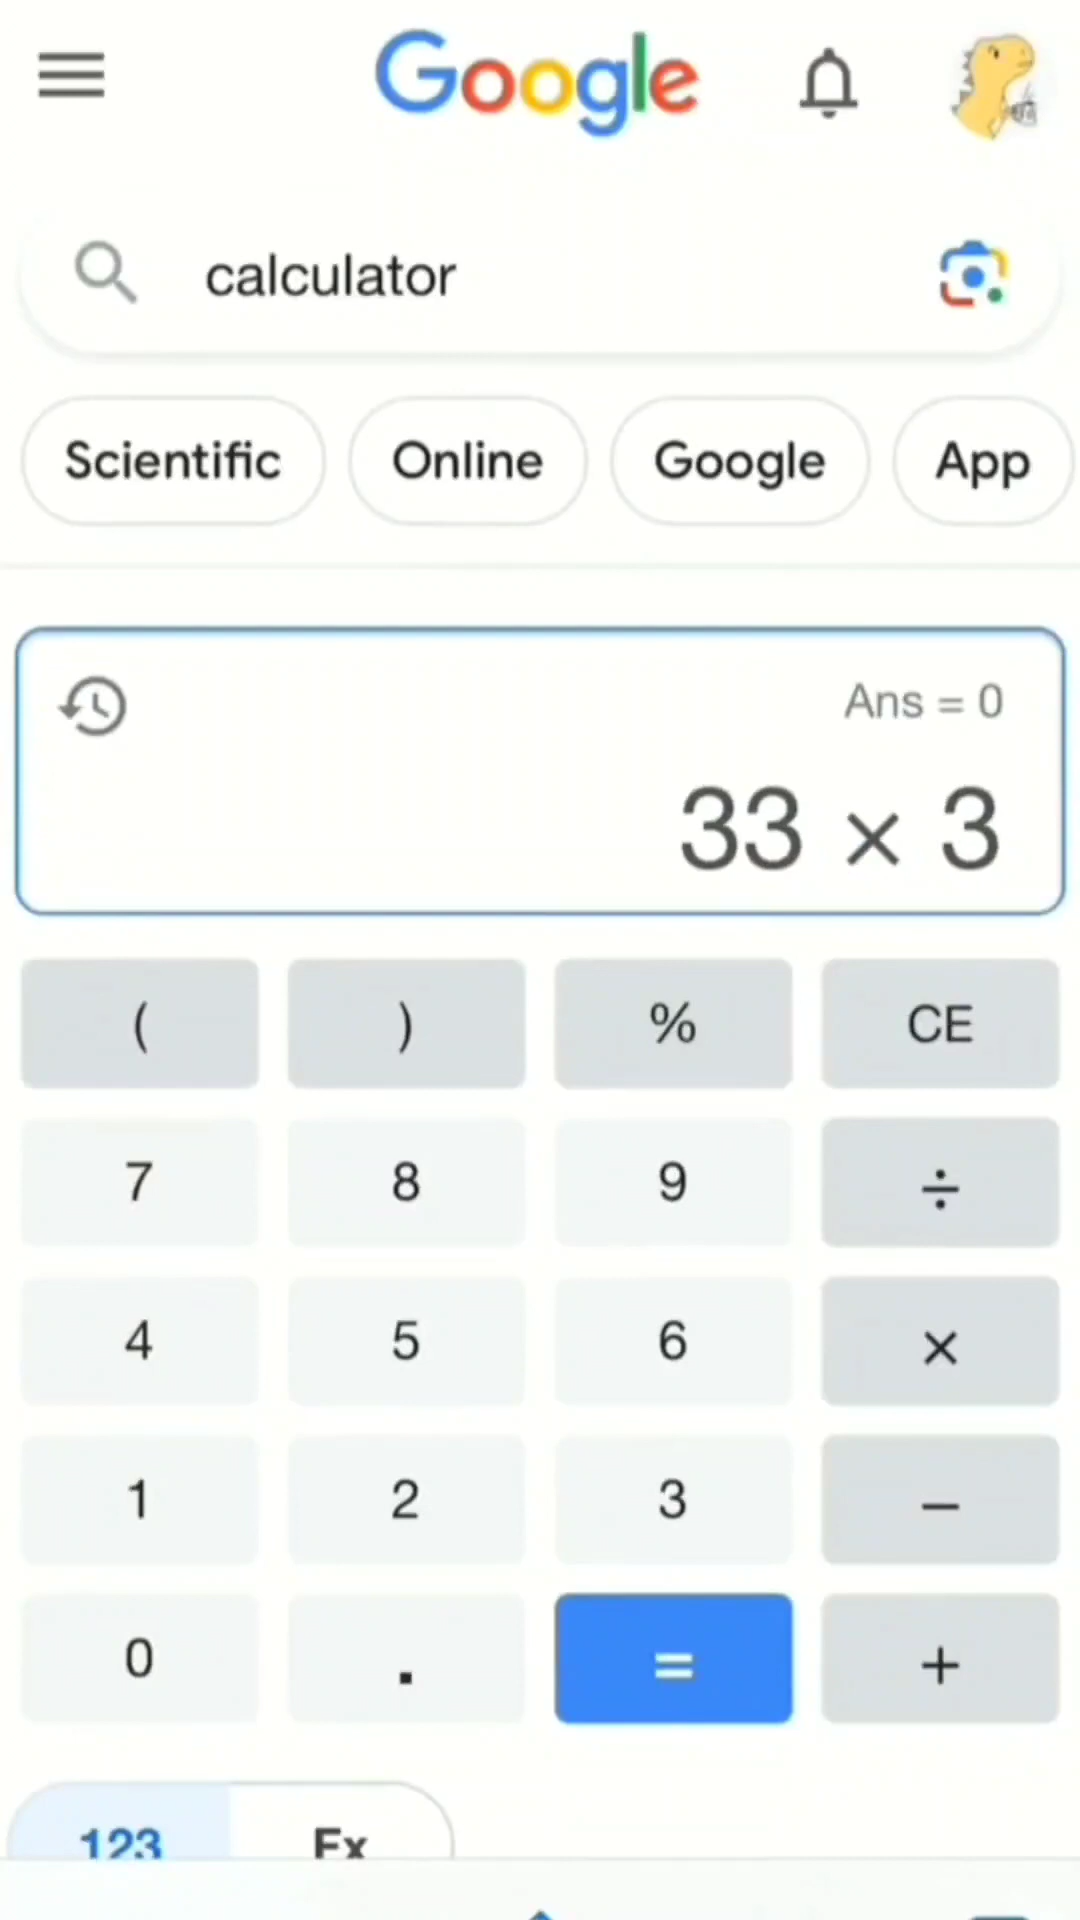 Google
calculator
Scientific Online Google App
Ans = 0
33 × 3
( ) % CE
7 8 9 ÷
4 5 6 ×
1 2 3 −
0 . = +
123 Fx